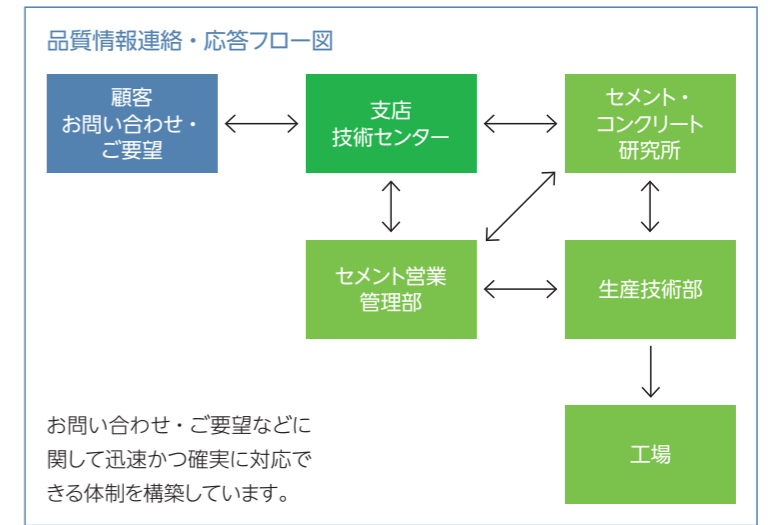 品質情報連絡・応答フロー図
顧客
お問い合わせ・
ご要望
支店
技術センター
セメント・
コンクリート
研究所
セメント営業
管理部
生産技術部
工場
お問い合わせ・ご要望などに
関して迅速かつ確実に対応で
きる体制を構築しています。